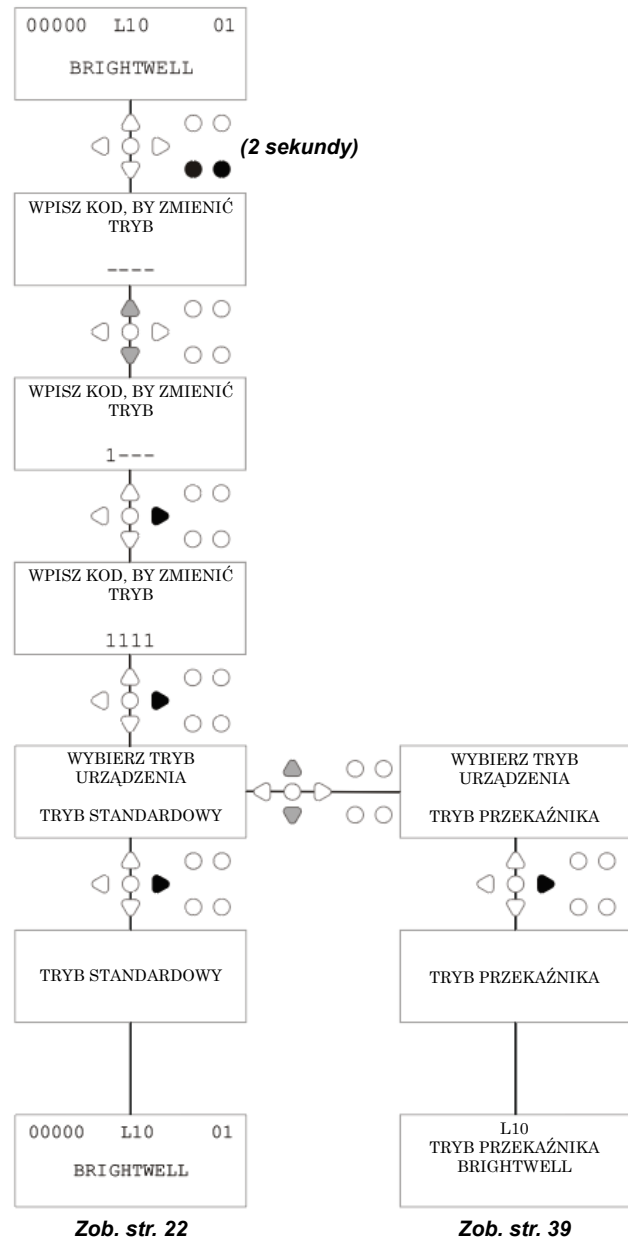 00000 L10 01
BRIGHTWELL
(2 sekundy)
WPISZ KOD, BY ZMIENIĆ
TRYB
----
WPISZ KOD, BY ZMIENIĆ
TRYB
1---
WPISZ KOD, BY ZMIENIĆ
TRYB
1111
WYBIERZ TRYB
URZĄDZENIA
TRYB STANDARDOWY
WYBIERZ TRYB
URZĄDZENIA
TRYB PRZEKAŹNIKA
TRYB STANDARDOWY
TRYB PRZEKAŹNIKA
00000 L10 01
BRIGHTWELL
L10
TRYB PRZEKAŹNIKA
BRIGHTWELL
Zob. str. 22
Zob. str. 39